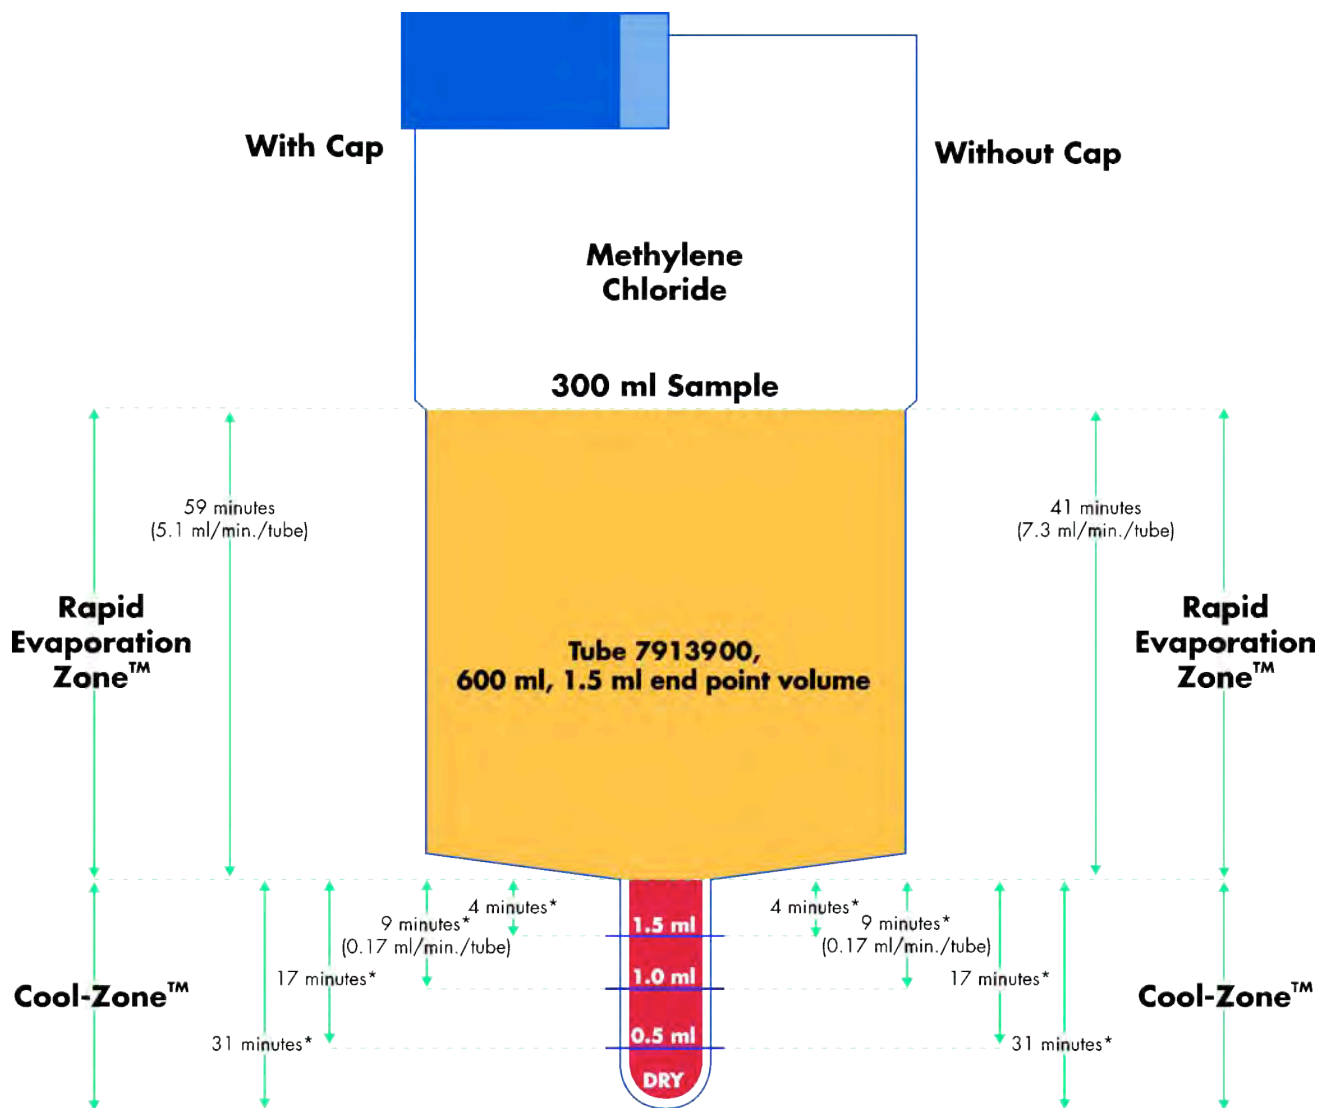 With Cap
Without Cap
Methylene
Chloride
300 ml Sample
59 minutes
(5.1 ml/min./tube)
41 minutes
(7.3 ml/min./tube)
Rapid
Evaporation
Zone™
Rapid
Evaporation
Zone™
Tube 7913900,
600 ml, 1.5 ml end point volume
4 minutes*
9 minutes*
(0.17 ml/min./tube)
17 minutes*
31 minutes*
Cool-Zone™
1.5 ml
1.0 ml
0.5 ml
DRY
4 minutes*
9 minutes*
(0.17 ml/min./tube)
17 minutes*
31 minutes*
Cool-Zone™